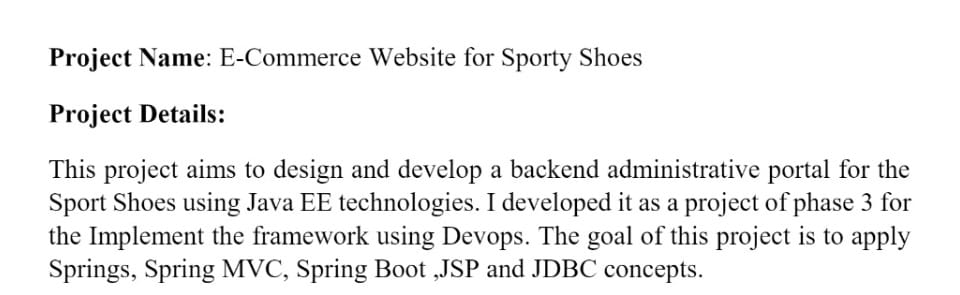 Project Name: E-Commerce Website for Sporty Shoes
Project Details:
This project aims to design and develop a backend administrative portal for the
Sport Shoes using Java EE technologies. I developed it as a project of phase 3 for
the Implement the framework using Devops. The goal of this project is to apply
Springs, Spring MVC, Spring Boot ,JSP and JDBC concepts.